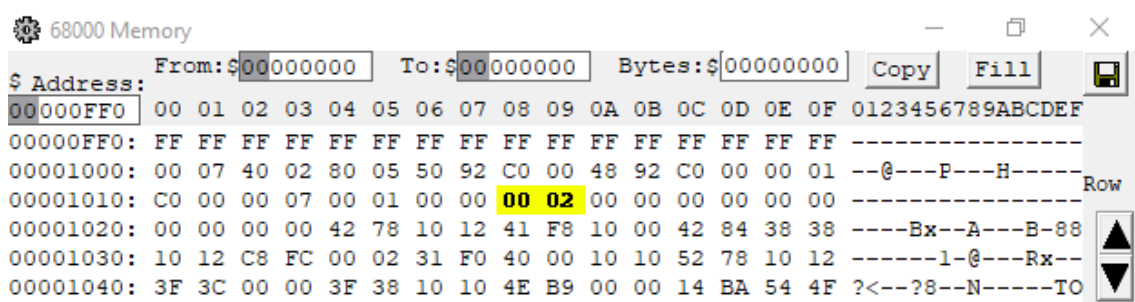 68000 Memory
From:$00000000 To:$00000000 Bytes:$00000000 Copy Fill
$ Address:
00000FF0 00 01 02 03 04 05 06 07 08 09 0A 0B 0C 0D 0E 0F 0123456789ABCDEF
00000FF0: FF FF FF FF FF FF FF FF FF FF FF FF FF FF FF FF ----------------
00001000: 00 07 40 02 80 05 50 92 C0 00 48 92 C0 00 00 01 --@---P---H-----
Row
00001010: C0 00 00 07 00 01 00 00 00 02 00 00 00 00 00 00 ----------------
00001020: 00 00 00 00 42 78 10 12 41 F8 10 00 42 84 38 38 ----Bx--A---B-88
00001030: 10 12 C8 FC 00 02 31 F0 40 00 10 10 52 78 10 12 ------1-@---Rx--
00001040: 3F 3C 00 00 3F 38 10 10 4E B9 00 00 14 BA 54 4F ?<--?8--N-----TO